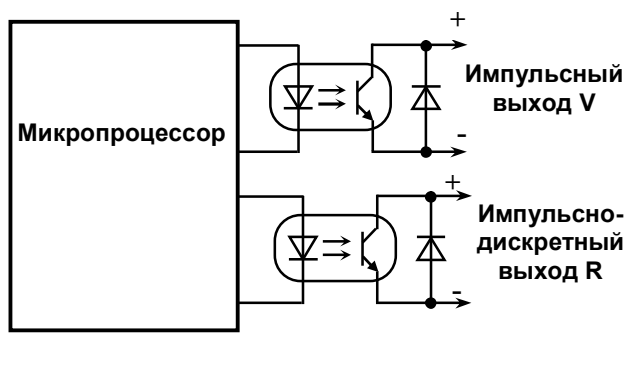 Микропроцессор
+
Импульсный
выход V
-
+
Импульсно-
дискретный
выход R
-